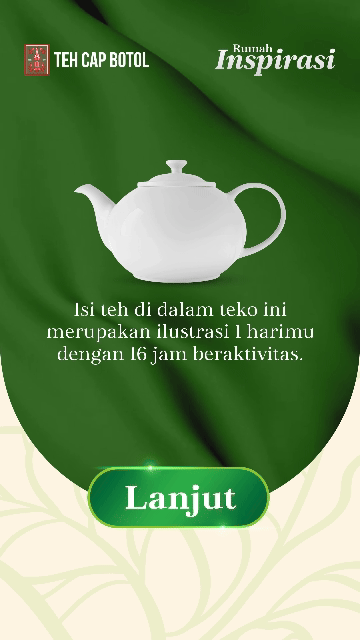 TEH CAP BOTOL
Rumah
Inspirasi
Isi teh di dalam teko ini
merupakan ilustrasi 1 harimu
dengan 16 jam beraktivitas.
Lanjut